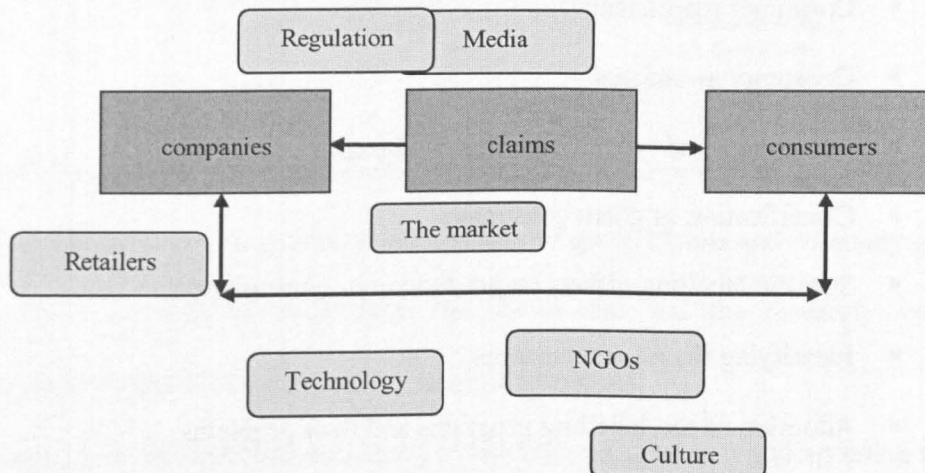 Regulation
Media
companies
claims
consumers
The market
Retailers
Technology
NGOs
Culture